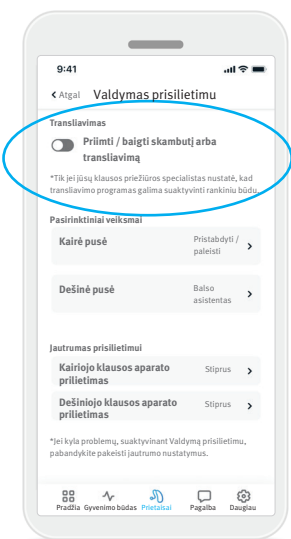 9:41
Atgal Valdymas prisilietimu
Transliavimas
Priimti / baigti skambutį arba
transliavimą
*Tik jei jūsų klausos priežiūros specialistas nustatė, kad
transliavimo programas galima suaktyvinti rankiniu būdu.
Pasirinktiniai veiksmai
Kairė pusė
Pristabdyti /
paleisti
Dešinė pusė
Balso
asistentas
Jautrumas prisilietimui
Kairiojo klausos aparato
prilietimas
Stiprus
Dešiniojo klausos aparato
prilietimas
Stiprus
*Jei kyla problemų, suaktyvinant Valdymą prisilietimu,
pabandykite pakeisti jautrumo nustatymus.
Pradžia Gyvenimo būdas Prietaisai Pagalba Daugiau